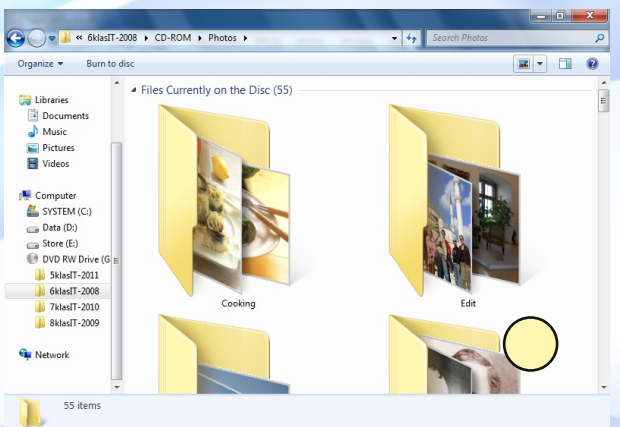 « 6klasIT-2008 ▸ CD-ROM ▸ Photos ▸
Search Photos
Organize ▾ Burn to disc
Libraries
Documents
Music
Pictures
Videos
Computer
SYSTEM (C:)
Data (D:)
Store (E:)
DVD RW Drive (G
5klasIT-2011
6klasIT-2008
7klasIT-2010
8klasIT-2009
Network
Files Currently on the Disc (55)
Cooking
Edit
55 items